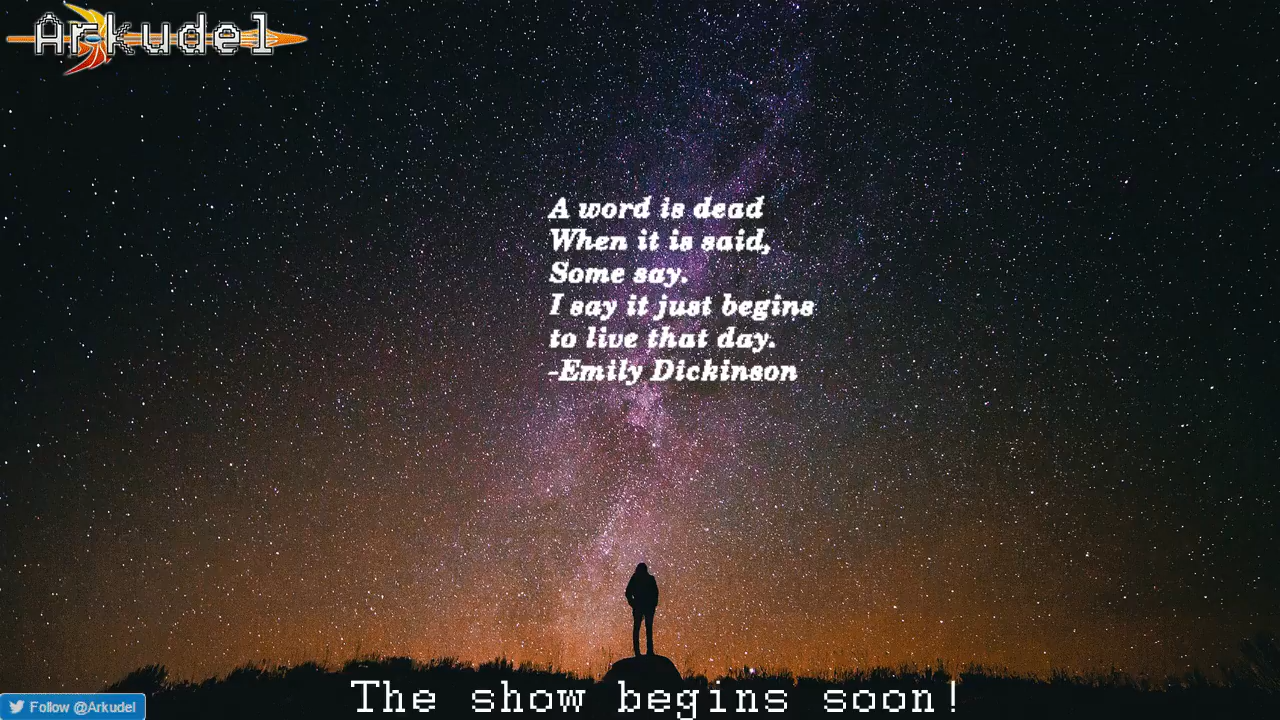 Arkudel
A word is dead
When it is said,
Some say.
I say it just begins
to live that day.
-Emily Dickinson
The show begins soon!
Follow @Arkudel